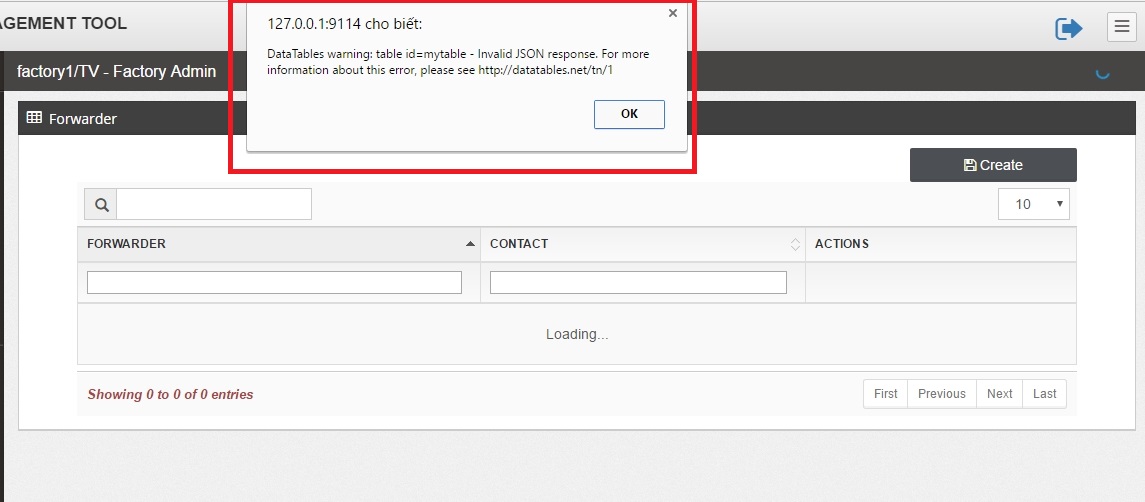 AGEMENT TOOL
127.0.0.1:9114 cho biết:
DataTables warning: table id=mytable - Invalid JSON response. For more
information about this error, please see http://datatables.net/tn/1
OK
factory1/TV - Factory Admin
Forwarder
Create
10
FORWARDER
CONTACT
ACTIONS
Loading...
Showing 0 to 0 of 0 entries
First
Previous
Next
Last